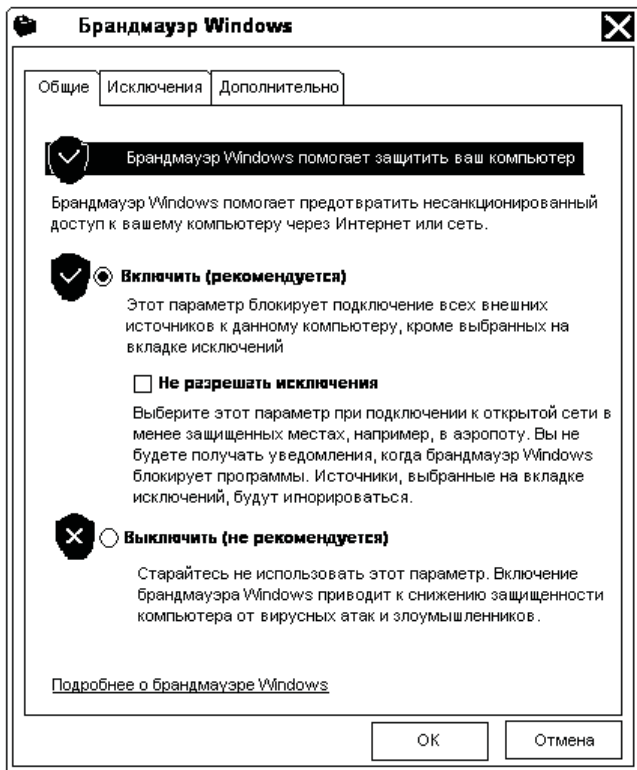 Брандмауэр Windows
Общие Исключения Дополнительно
Брандмауэр Windows помогает защитить ваш компьютер
Брандмауэр Windows помогает предотвратить несанкционированный
доступ к вашему компьютеру через Интернет или сеть.
Включить (рекомендуется)
Этот параметр блокирует подключение всех внешних
источников к данному компьютеру, кроме выбранных на
вкладке исключений
Не разрешать исключения
Выберите этот параметр при подключении к открытой сети в
менее защищенных местах, например, в аэропоту. Вы не
будете получать уведомления, когда брандмауэр Windows
блокирует программы. Источники, выбранные на вкладке
исключений, будут игнорироваться.
Выключить (не рекомендуется)
Старайтесь не использовать этот параметр. Включение
брандмауэра Windows приводит к снижению защищенности
компьютера от вирусных атак и злоумышленников.
Подробнее о брандмауэре Windows
OK Отмена